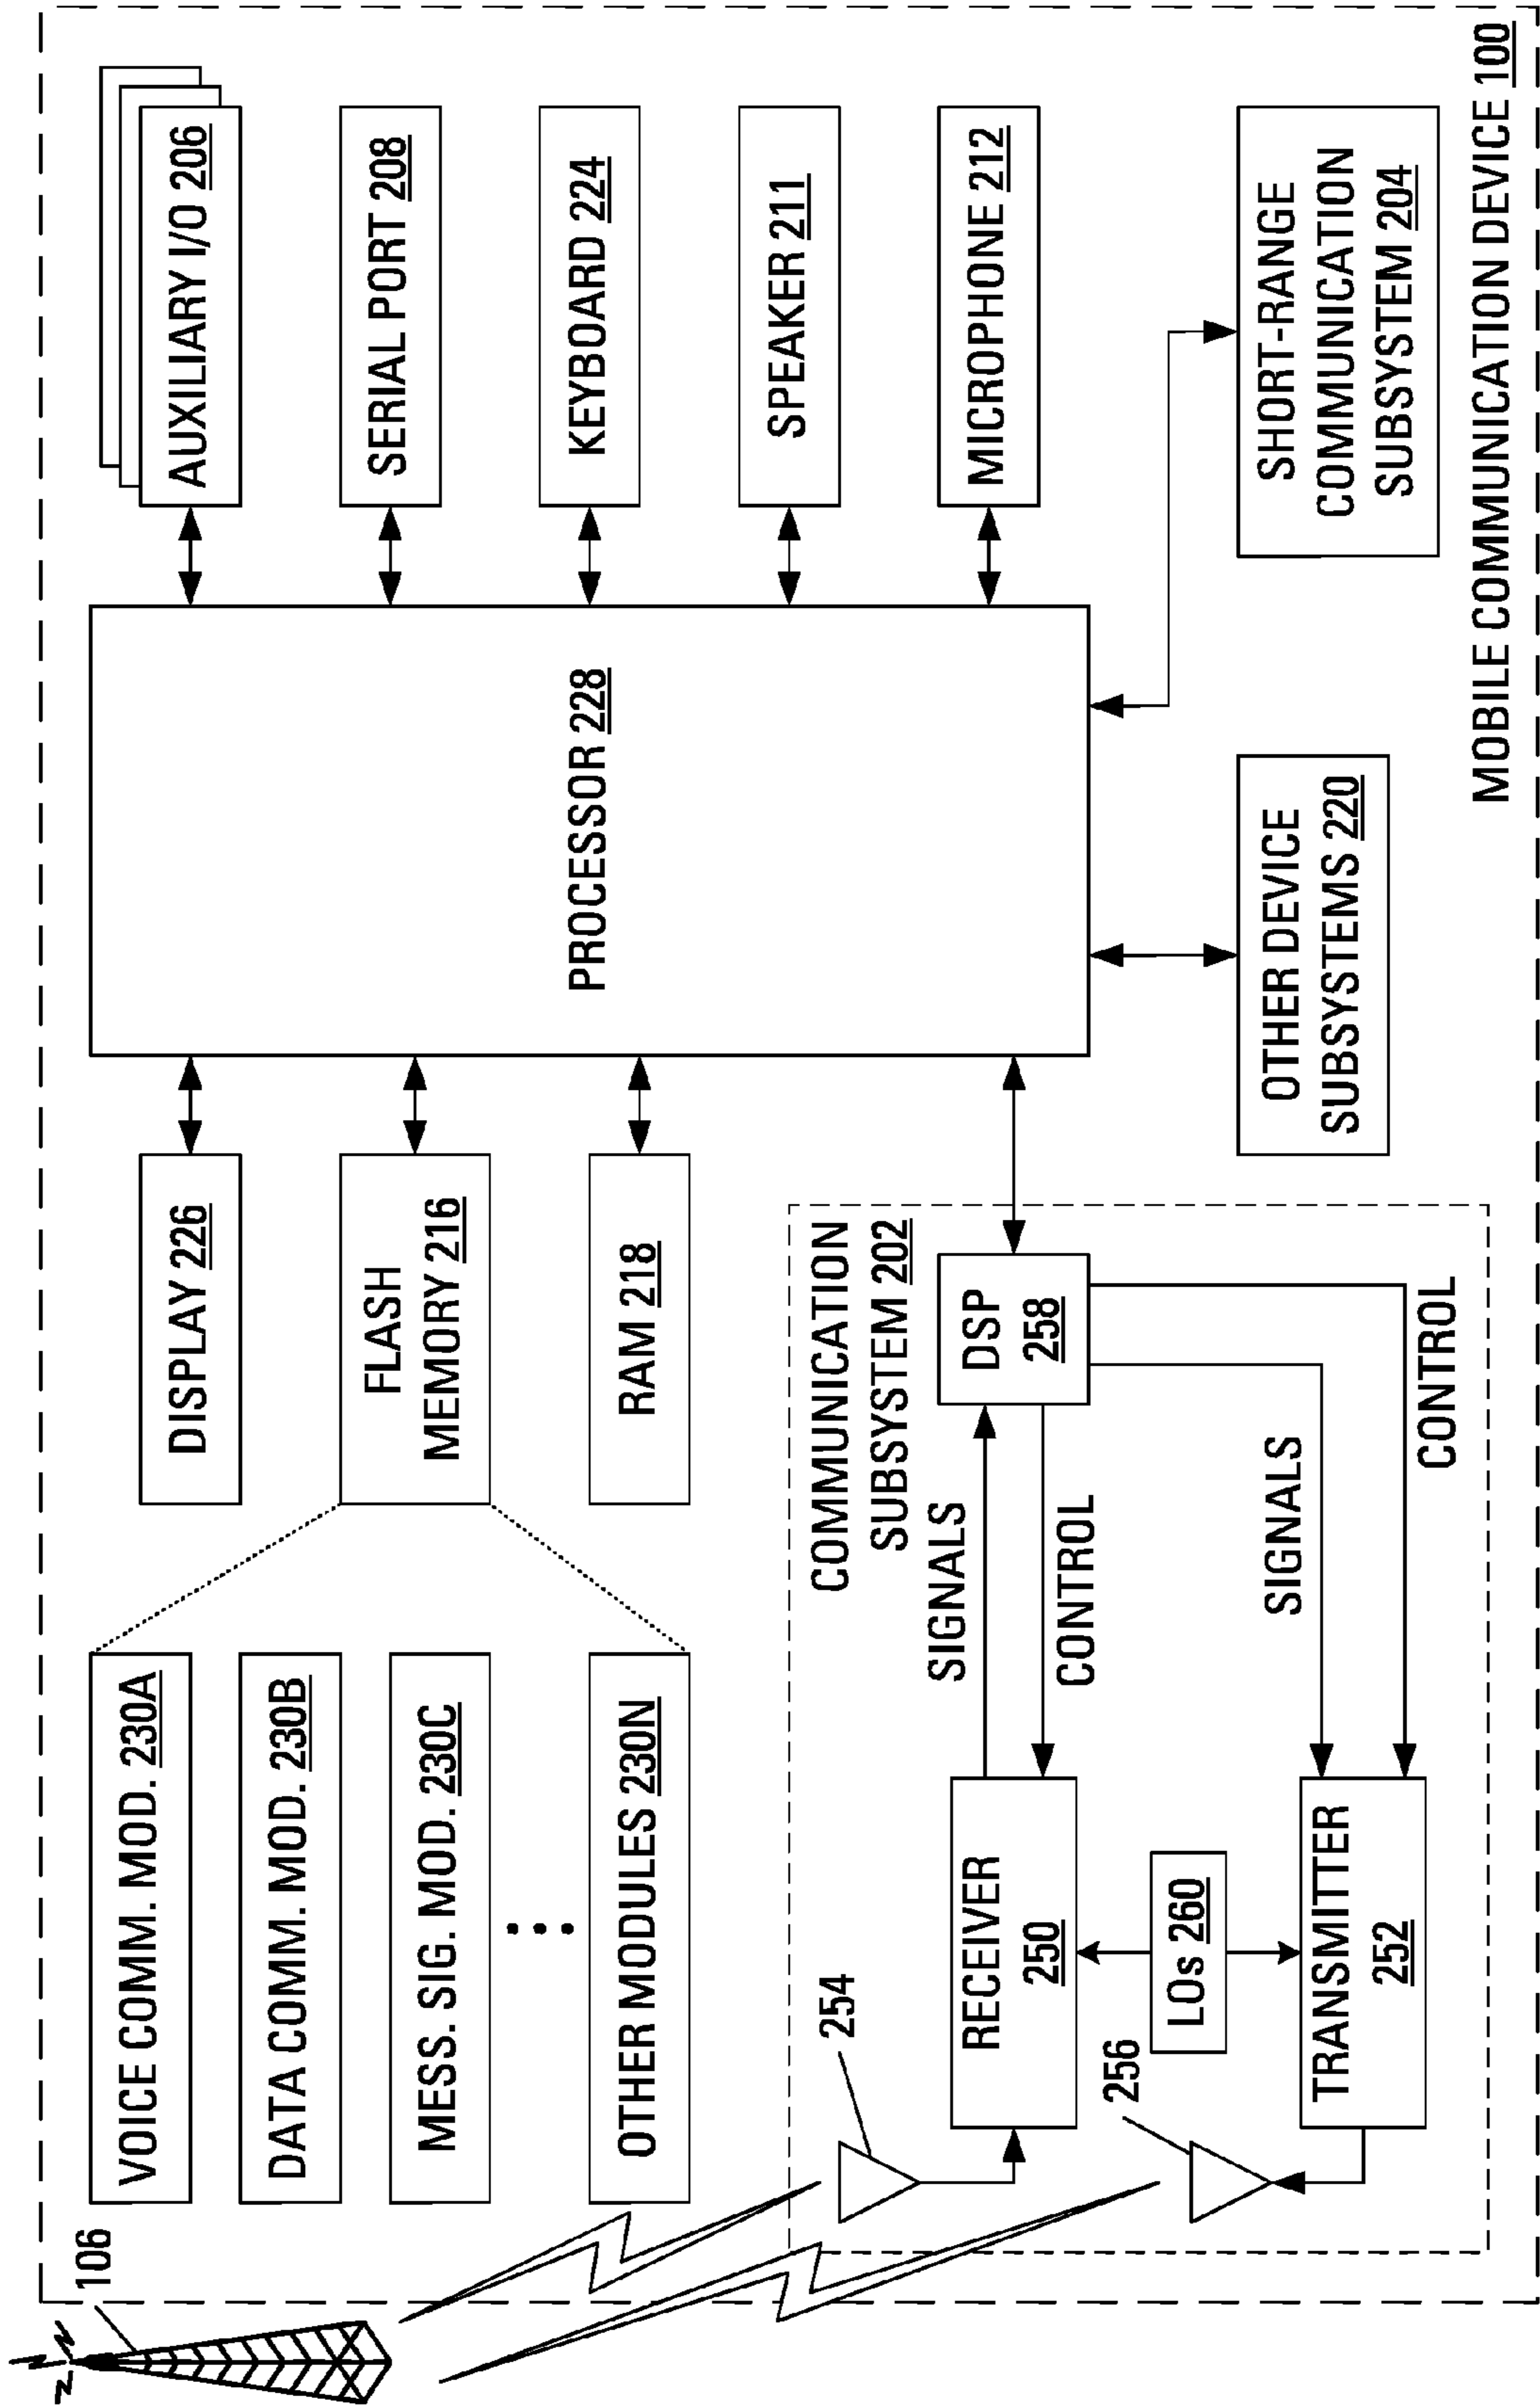 106
VOICE COMM. MOD. 230A
DATA COMM. MOD. 230B
MESS. SIG. MOD. 230C
OTHER MODULES 230N
DISPLAY 226
FLASH
MEMORY 216
RAM 218
PROCESSOR 228
AUXILIARY I/O 206
SERIAL PORT 208
KEYBOARD 224
SPEAKER 211
MICROPHONE 212
COMMUNICATION
SUBSYSTEM 202
254
RECEIVER
250
SIGNALS
CONTROL
DSP
258
256
LOs 260
TRANSMITTER
252
SIGNALS
CONTROL
OTHER DEVICE
SUBSYSTEMS 220
SHORT-RANGE
COMMUNICATION
SUBSYSTEM 204
MOBILE COMMUNICATION DEVICE 100